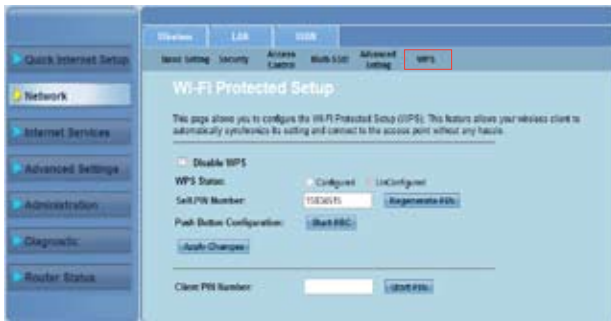 Wireless LAN WAN
Basic Setting Security Access Control Multi-SSID Advanced Setting WPS
Quick Internet Setup
Network
Internet Services
Advanced Settings
Administration
Diagnostic
Router Status
Wi-Fi Protected Setup
This page allows you to configure the Wi-Fi Protected Setup (WPS). This feature allows your wireless client to
automatically synchronize its setting and connect to the access point without any hassle.
Disable WPS
WPS Status: Configured UnConfigured
Self-PIN Number: Regenerate PIN
Push Button Configuration: Start PBC
Apply Changes
Client PIN Number: Start PIN